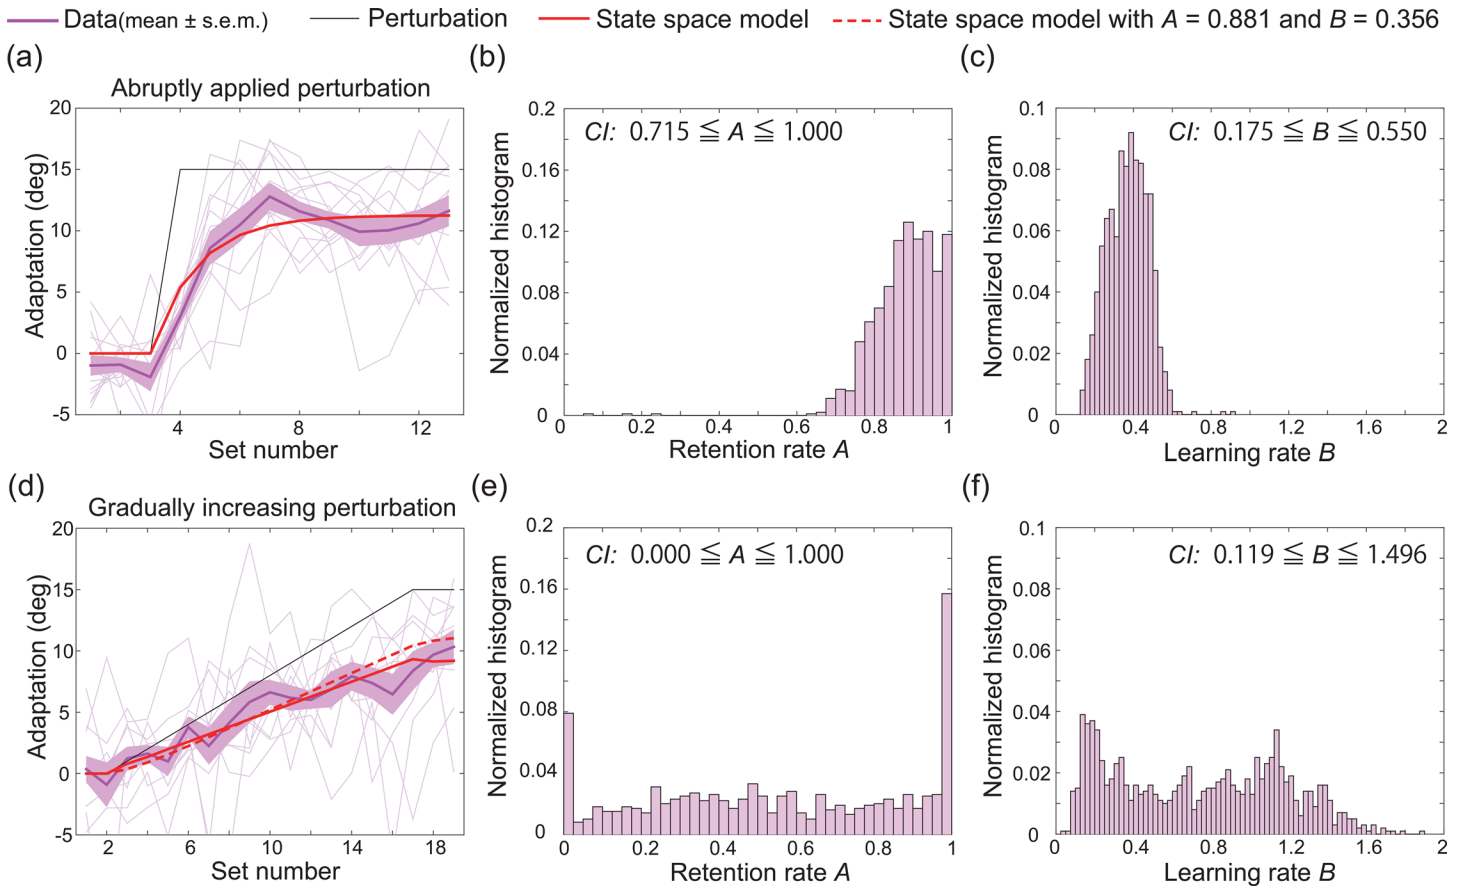 Data(mean ± s.e.m.) Perturbation State space model State space model with A = 0.881 and B = 0.356
(a) (b) (c)
Abruptly applied perturbation
Adaptation (deg)
20
15
10
5
0
-5
4 8 12
Set number
Normalized histogram
CI: 0.715 ≦ A ≦ 1.000
0.2
0.16
0.12
0.08
0.04
0
0 0.2 0.4 0.6 0.8 1
Retention rate A
Normalized histogram
CI: 0.175 ≦ B ≦ 0.550
0.1
0.08
0.06
0.04
0.02
0
0 0.4 0.8 1.2 1.6 2
Learning rate B
(d) (e) (f)
Gradually increasing perturbation
Adaptation (deg)
20
15
10
5
0
-5
2 6 10 14 18
Set number
Normalized histogram
CI: 0.000 ≦ A ≦ 1.000
0.2
0.16
0.12
0.08
0.04
0
0 0.2 0.4 0.6 0.8 1
Retention rate A
Normalized histogram
CI: 0.119 ≦ B ≦ 1.496
0.1
0.08
0.06
0.04
0.02
0
0 0.4 0.8 1.2 1.6 2
Learning rate B